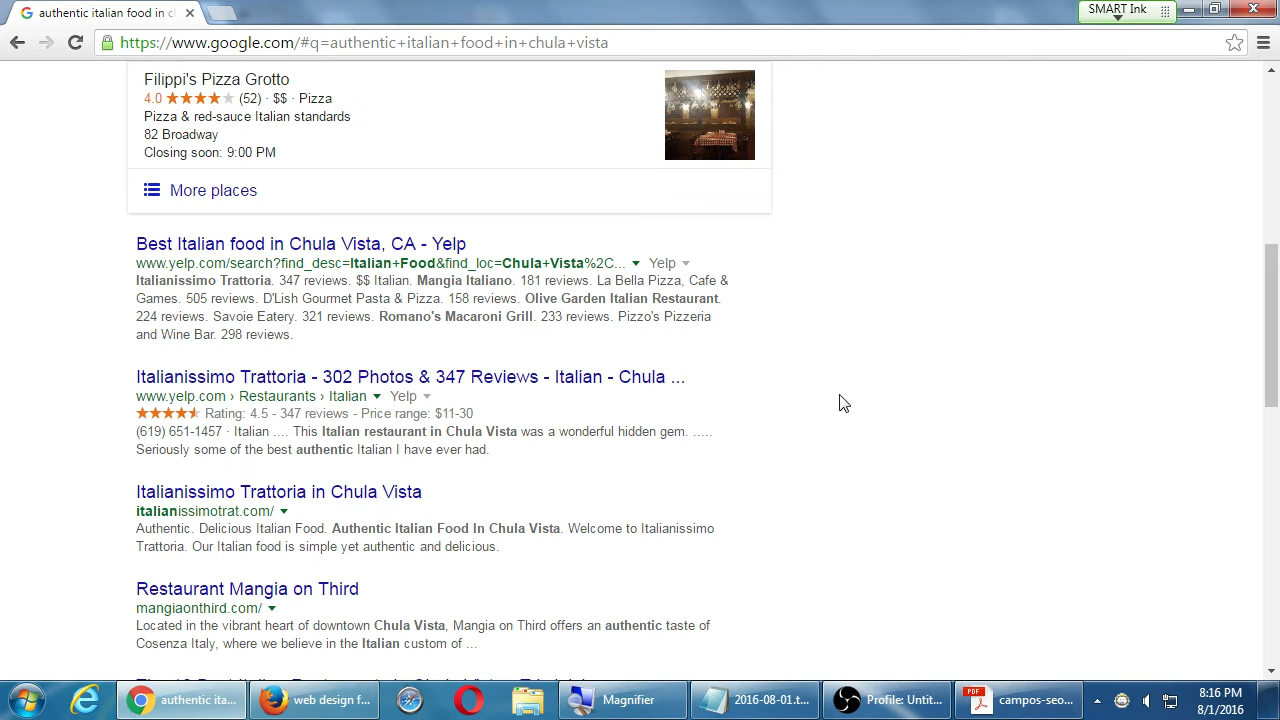 authentic italian food in c
SMART Ink
https://www.google.com/#q=authentic+italian+food+in+chula+vista
Filippi's Pizza Grotto
4.0 ★★★★★ (52) · $$ · Pizza
Pizza & red-sauce Italian standards
82 Broadway
Closing soon: 9:00 PM
More places
Best Italian food in Chula Vista, CA - Yelp
www.yelp.com/search?find_desc=Italian+Food&find_loc=Chula+Vista%2C... Yelp
Italianissimo Trattoria. 347 reviews. $$ Italian. Mangia Italiano. 181 reviews. La Bella Pizza, Cafe &
Games. 505 reviews. D'Lish Gourmet Pasta & Pizza. 158 reviews. Olive Garden Italian Restaurant.
224 reviews. Savoie Eatery. 321 reviews. Romano's Macaroni Grill. 233 reviews. Pizzo's Pizzeria
and Wine Bar. 298 reviews.
Italianissimo Trattoria - 302 Photos & 347 Reviews - Italian - Chula ...
www.yelp.com › Restaurants › Italian Yelp
Rating: 4.5 - 347 reviews - Price range: $11-30
(619) 651-1457 · Italian .... This Italian restaurant in Chula Vista was a wonderful hidden gem. .....
Seriously some of the best authentic Italian I have ever had.
Italianissimo Trattoria in Chula Vista
italianissimotrat.com/
Authentic. Delicious Italian Food. Authentic Italian Food In Chula Vista. Welcome to Italianissimo
Trattoria. Our Italian food is simple yet authentic and delicious.
Restaurant Mangia on Third
mangiaonthird.com/
Located in the vibrant heart of downtown Chula Vista, Mangia on Third offers an authentic taste of
Cosenza Italy, where we believe in the Italian custom of ...
authentic ita...
web design f...
Magnifier
2016-08-01.t...
Profile: Untit...
PDF
campos-seo...
8:16 PM
8/1/2016